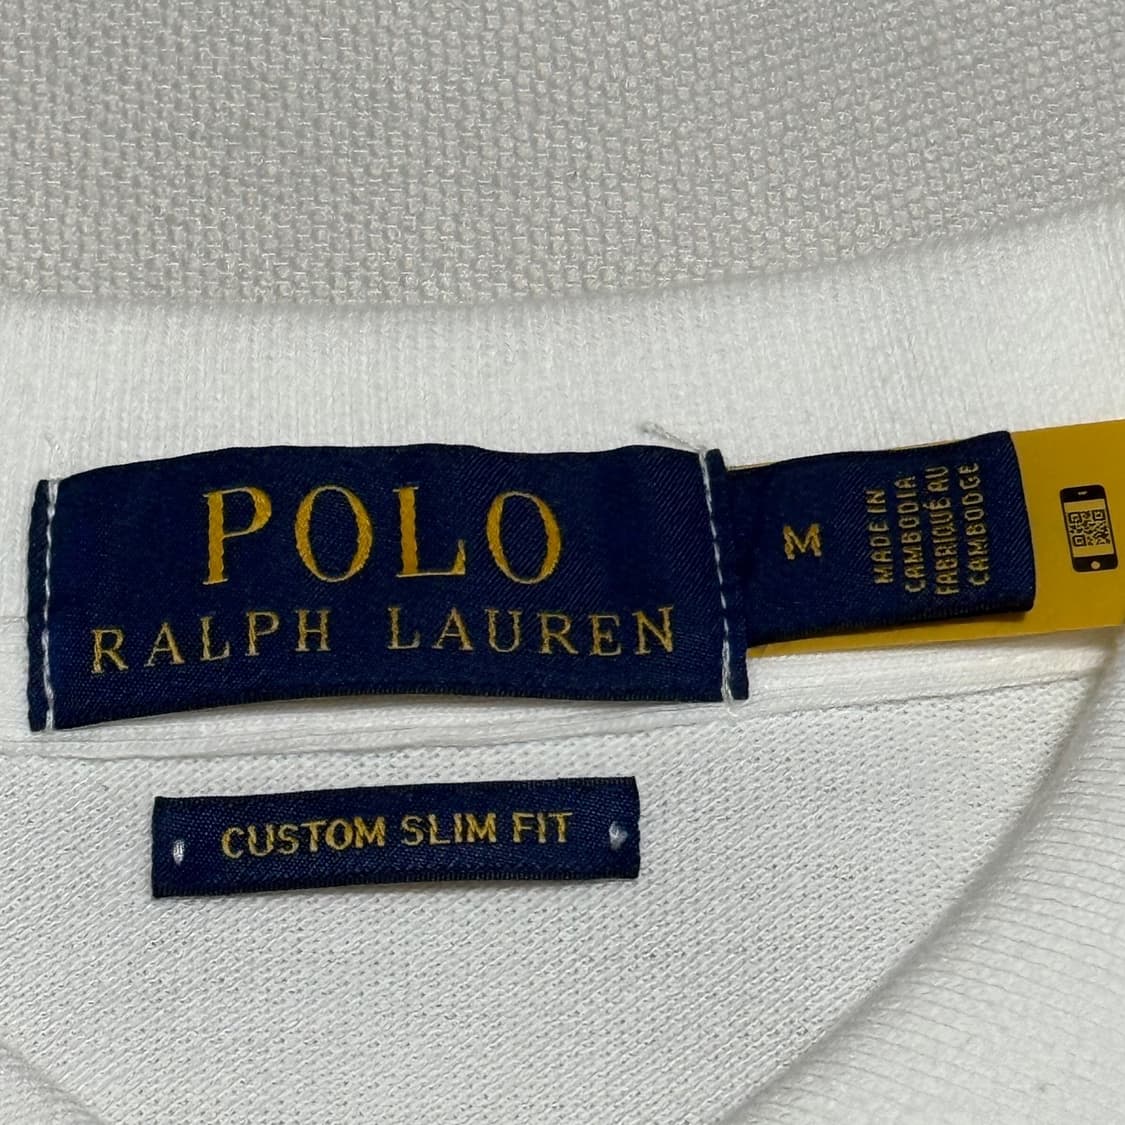 POLO
RALPH LAUREN
M
MADE IN
CAMBODIA
FABRIQUÉ AU
CAMBODGE
CUSTOM SLIM FIT